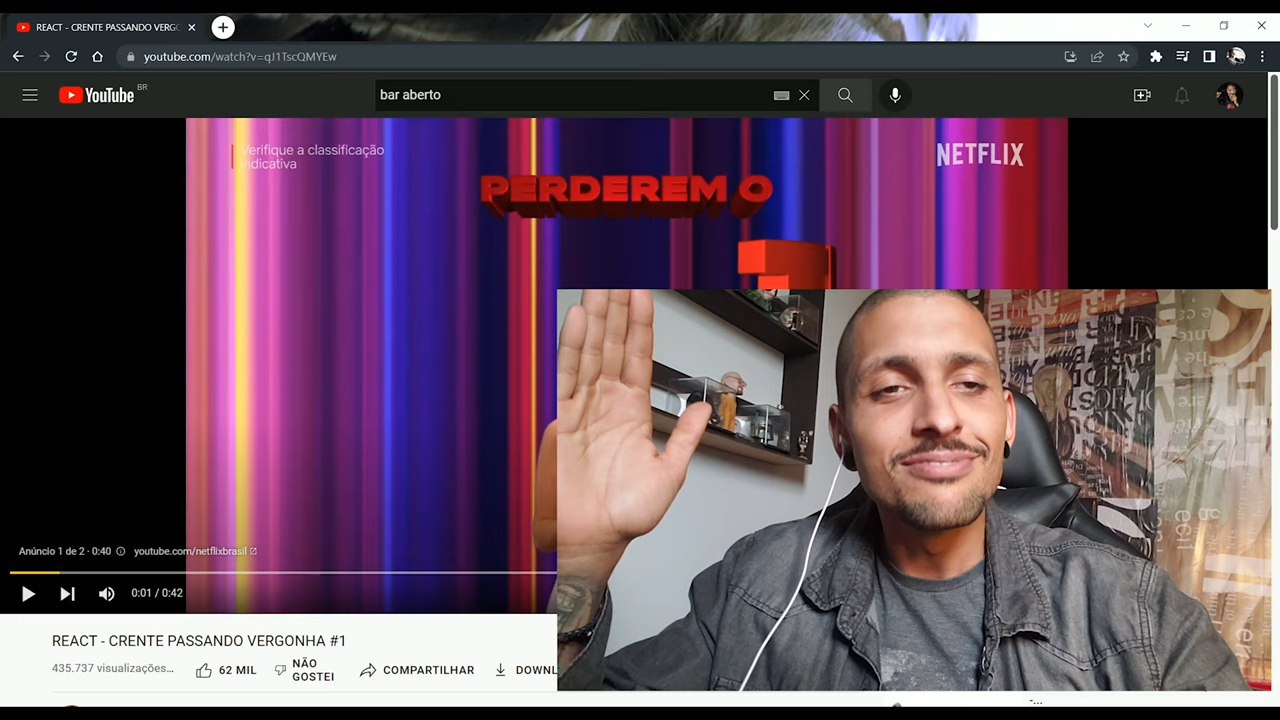 REACT - CRENTE PASSANDO VERG
youtube.com/watch?v=qJ1TscQMYEw
YouTube BR
bar aberto
Verifique a classificação
indicativa
NETFLIX
PERDEREM O
Anúncio 1 de 2 · 0:40
youtube.com/netflixbrasil
0:01 / 0:42
REACT - CRENTE PASSANDO VERGONHA #1
435.737 visualizações...
62 MIL
NÃO
GOSTEI
COMPARTILHAR
DOWNL